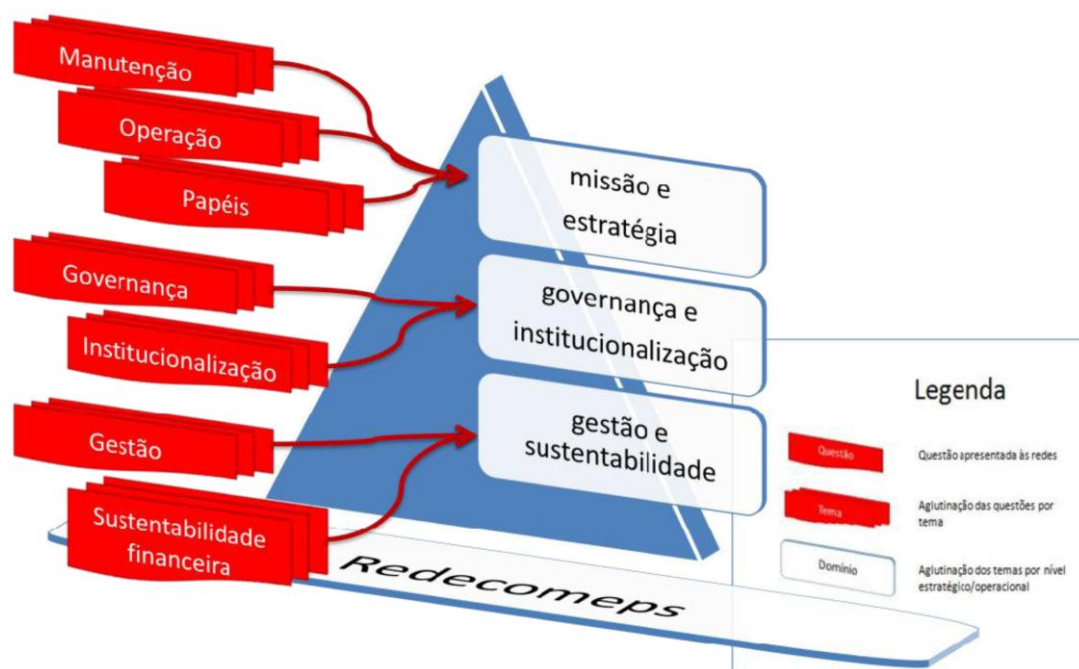 Manutenção
Operação
Papéis
Governança
Institucionalização
Gestão
Sustentabilidade
financeira
missão e
estratégia
governança e
institucionalização
gestão e
sustentabilidade
Redecomeps
Legenda
Questão
Questão apresentada às redes
Tema
Aglutinação das questões por
tema
Domínio
Aglutinação dos temas por nível
estratégico/operacional